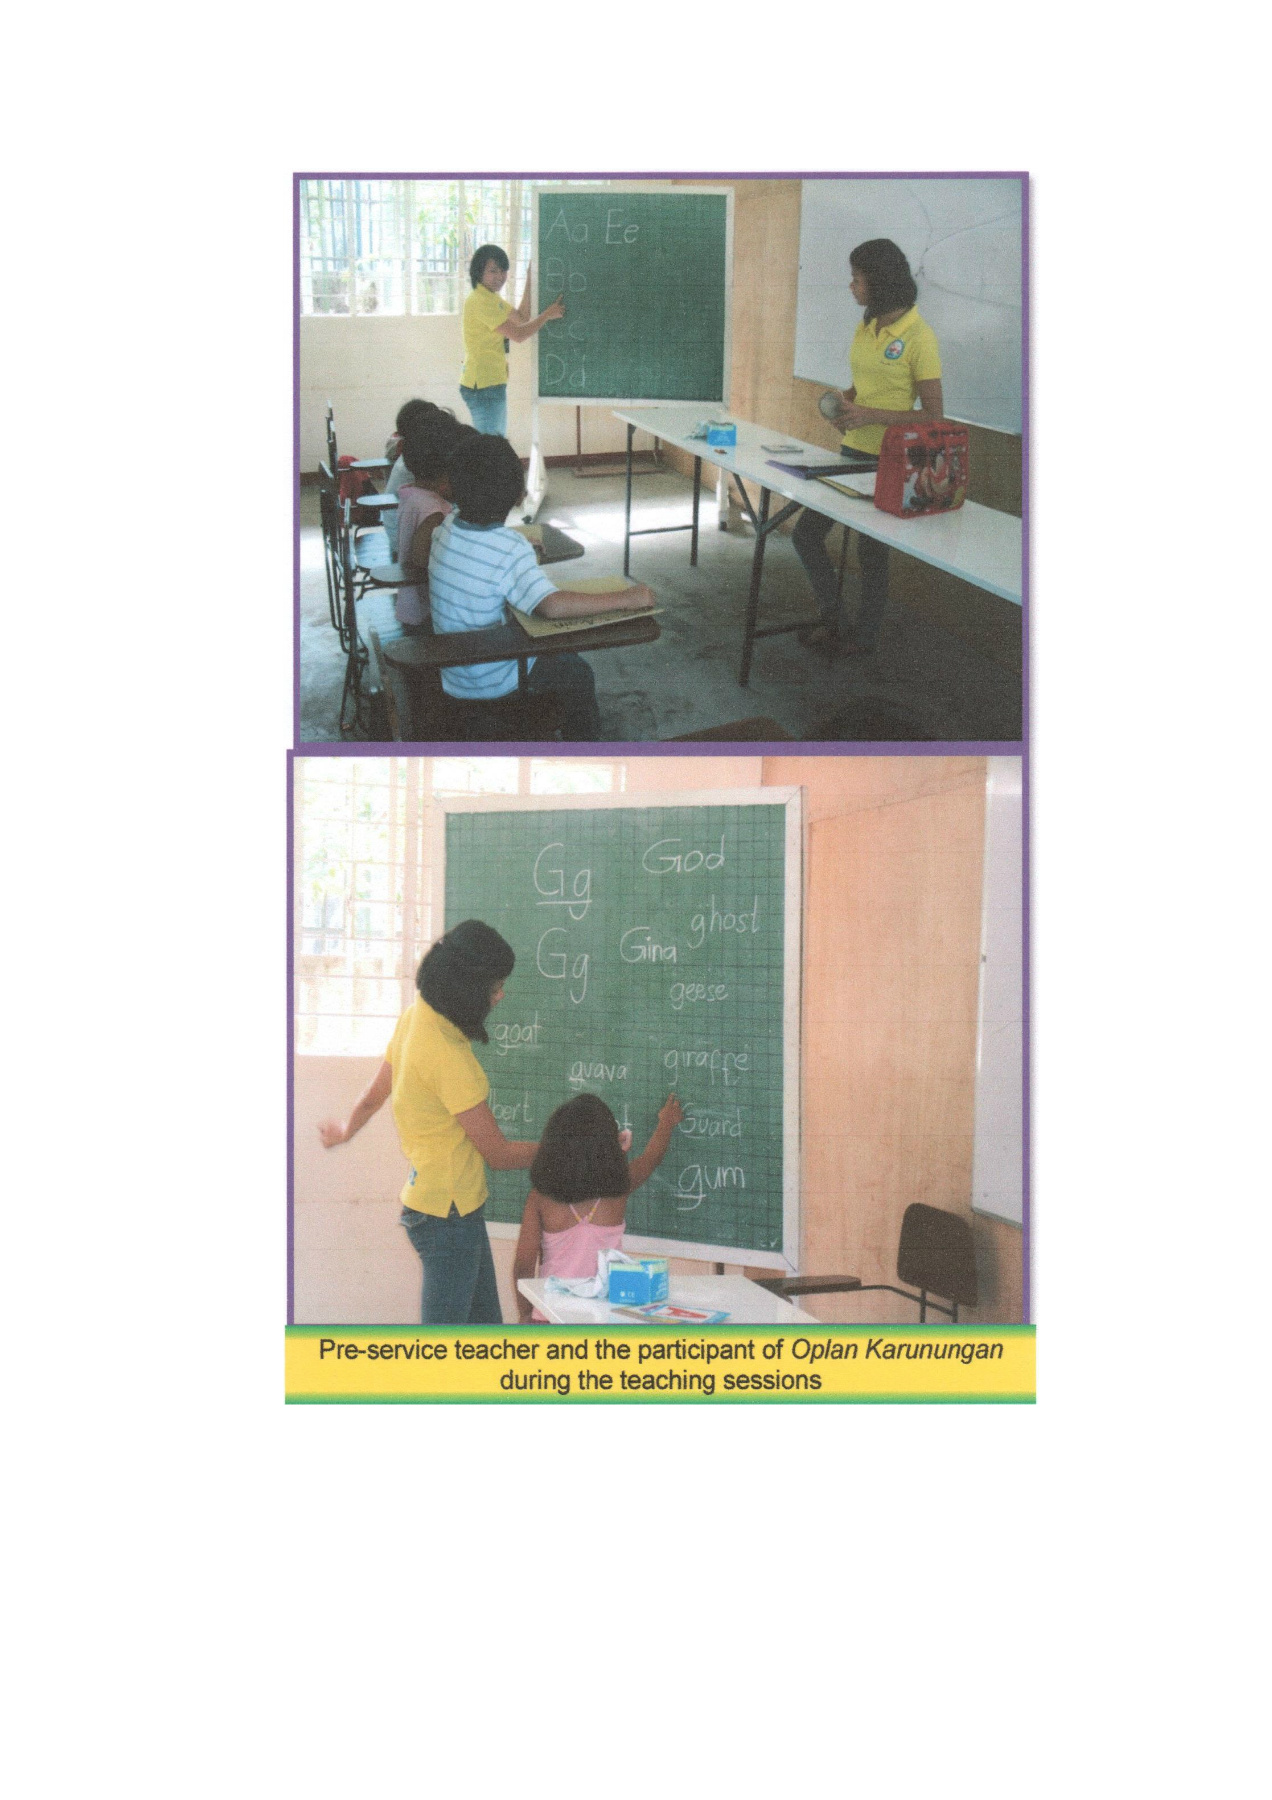 Aa Ee
Bb
Cc
Dd
Gg God
ghost
Gg Gina
geese
goat
giraffe
guava
Guard
gum
Pre-service teacher and the participant of Oplan Karunungan
during the teaching sessions